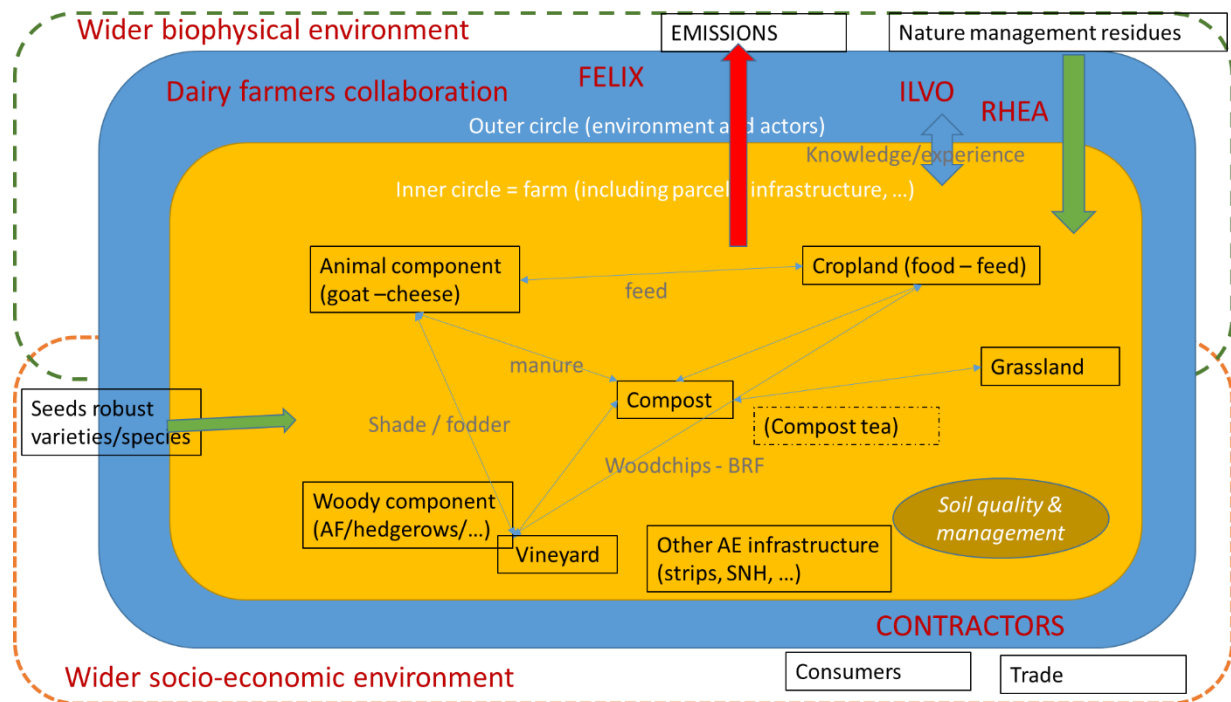 Wider biophysical environment
EMISSIONS
Nature management residues
FELIX
Dairy farmers collaboration
ILVO
RHEA
Outer circle (environment and actors)
Knowledge/experience
Inner circle = farm (including parcels, infrastructure, …)
Animal component
(goat –cheese)
Cropland (food – feed)
feed
manure
Grassland
Compost
Seeds robust
varieties/species
Shade / fodder
(Compost tea)
Woodchips - BRF
Woody component
(AF/hedgerows/…)
Soil quality &
management
Vineyard
Other AE infrastructure
(strips, SNH, …)
CONTRACTORS
Wider socio-economic environment
Consumers
Trade